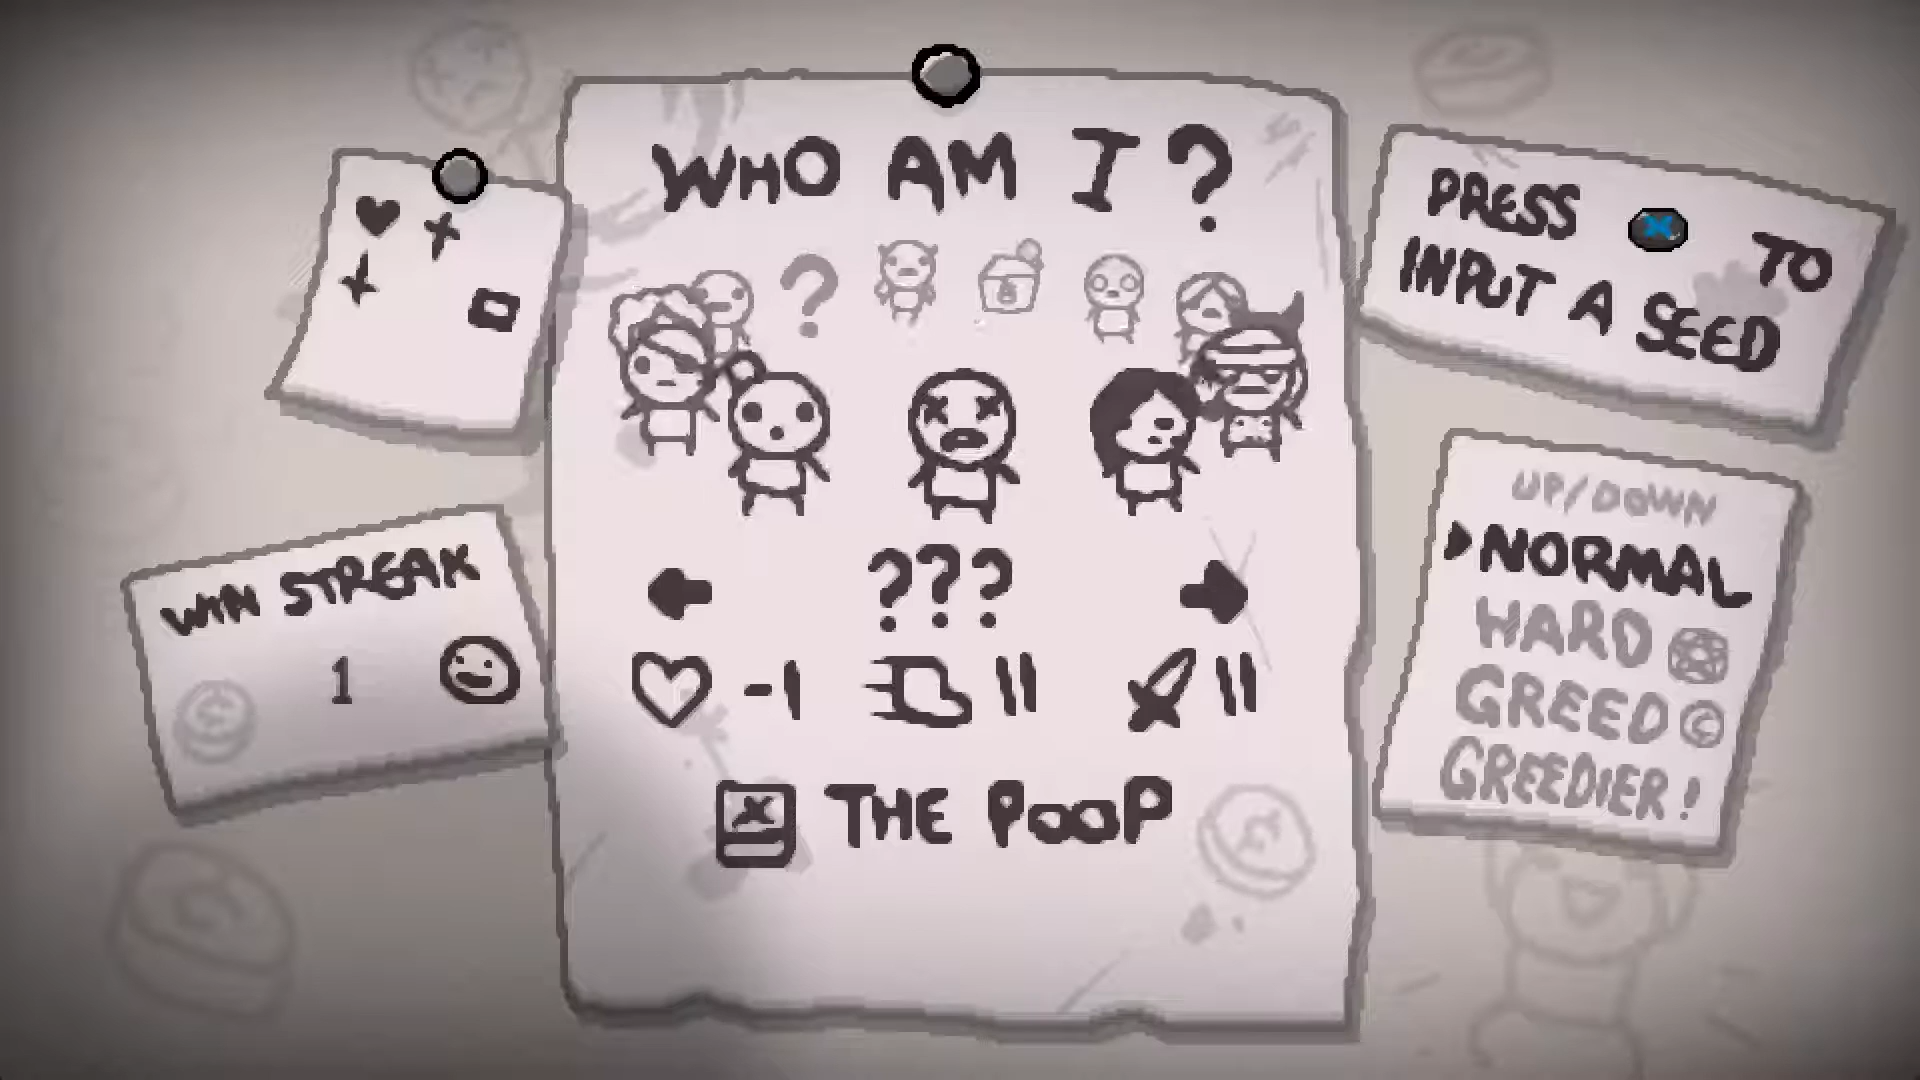 WHO AM I?
?
PRESS X TO
INPUT A SEED
WIN STREAK
1
???
-1
UP/DOWN
NORMAL
HARD
GREED
GREEDIER!
THE POOP